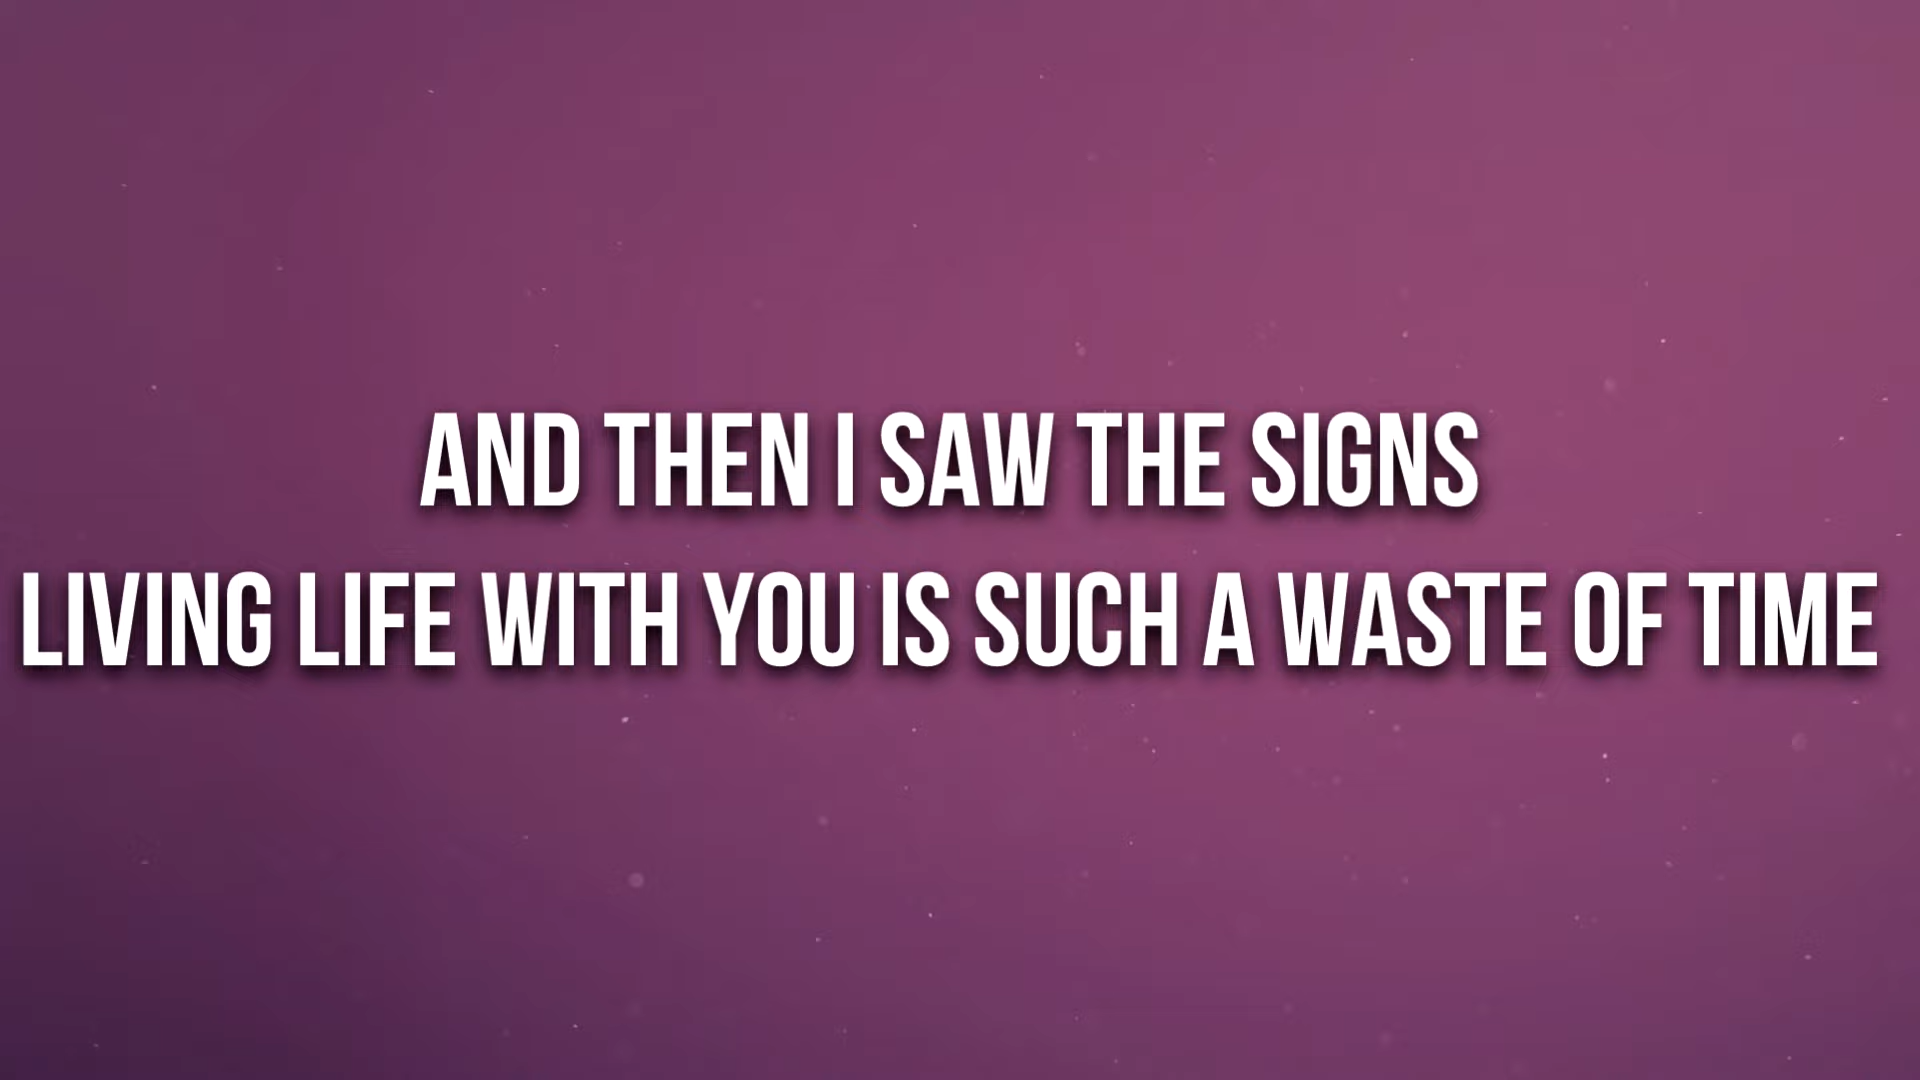 AND THEN I SAW THE SIGNS
LIVING LIFE WITH YOU IS SUCH A WASTE OF TIME